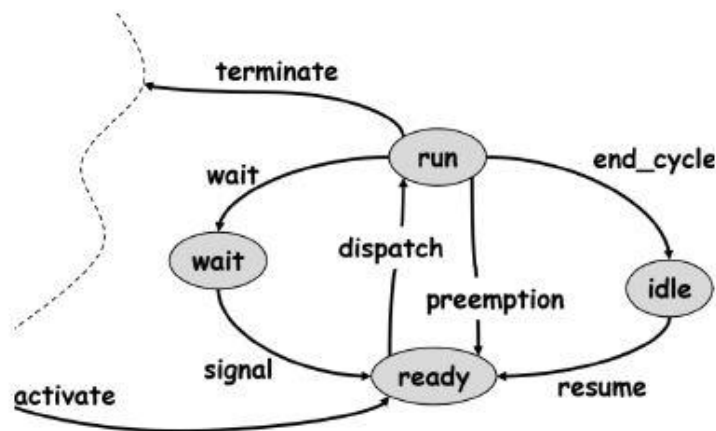 terminate
run
end_cycle
wait
wait
dispatch
preemption
idle
signal
ready
resume
activate